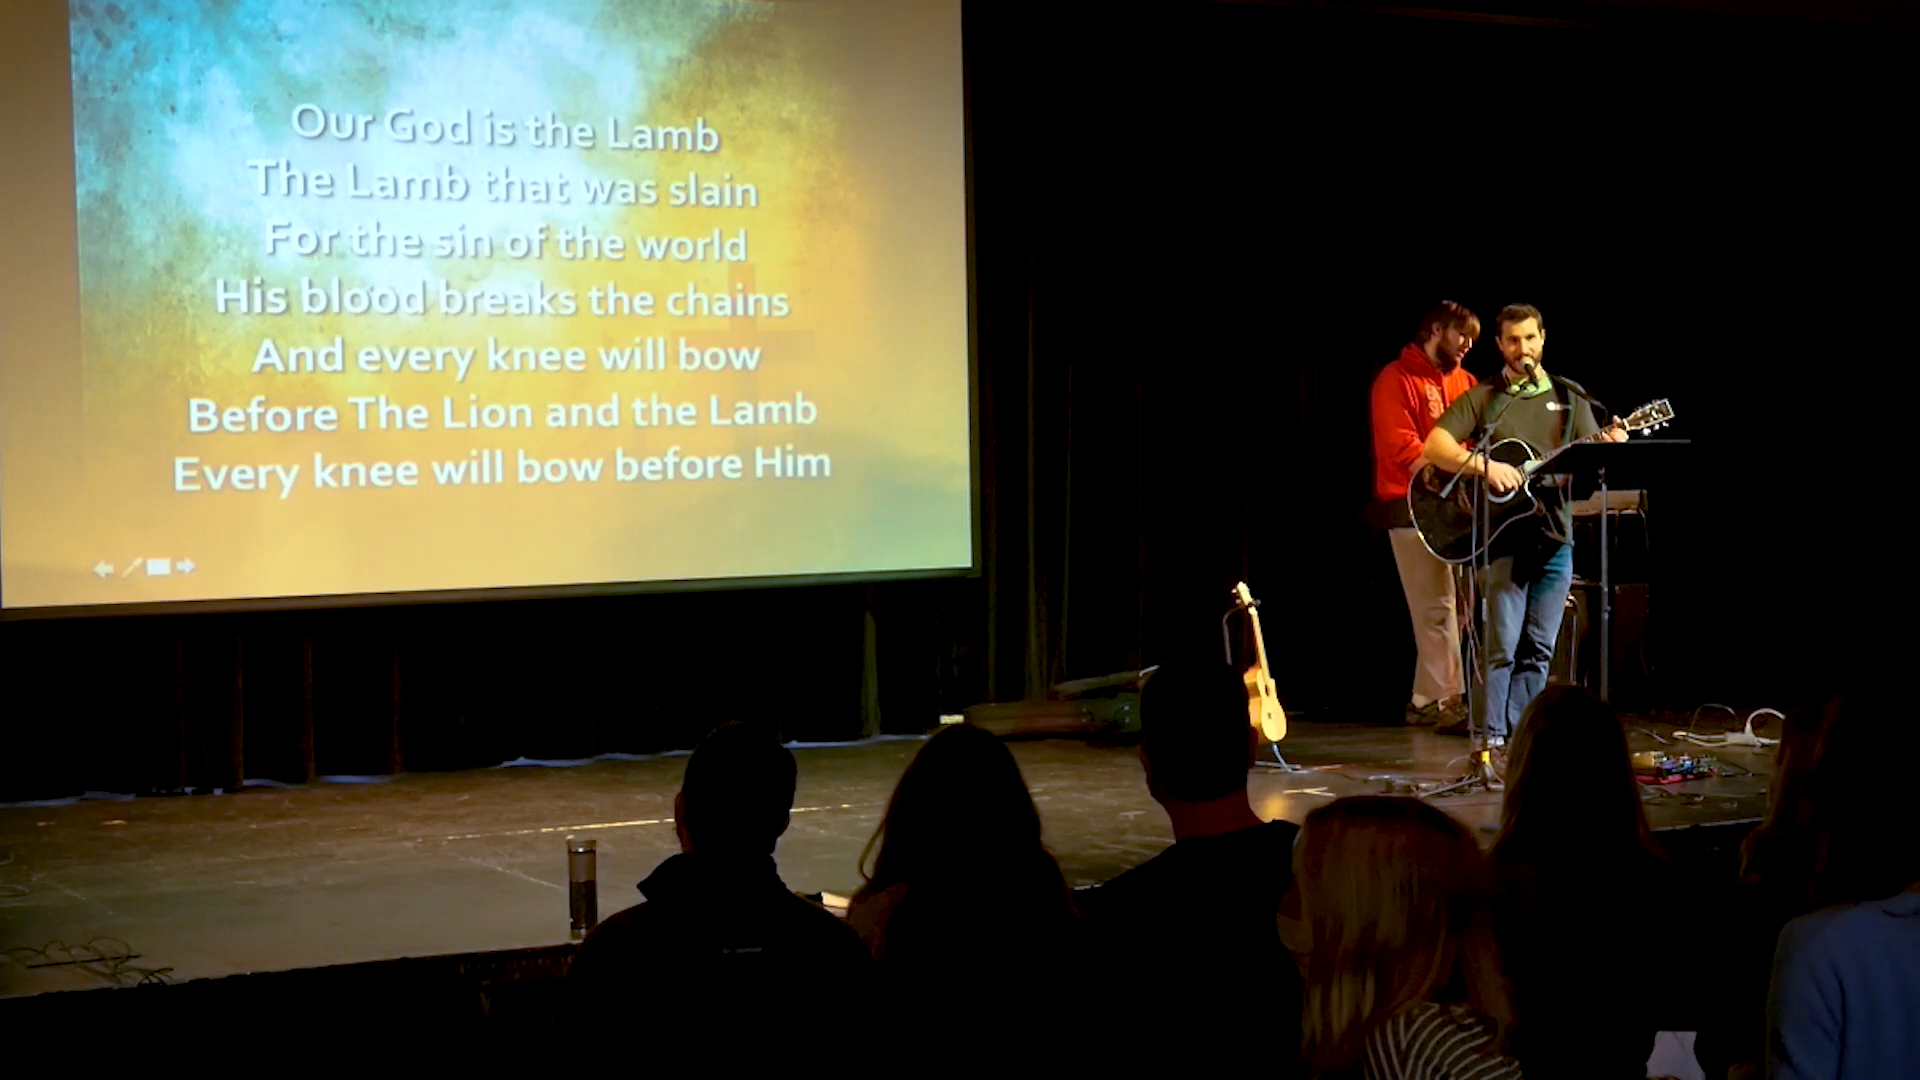 Our God is the Lamb
The Lamb that was slain
For the sin of the world
His blood breaks the chains
And every knee will bow
Before The Lion and the Lamb
Every knee will bow before Him